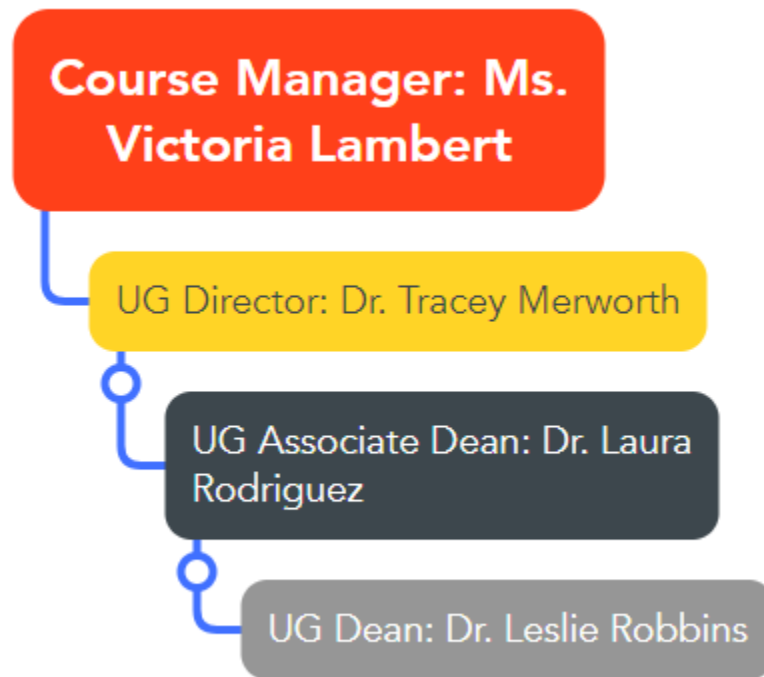 Course Manager: Ms.
Victoria Lambert
UG Director: Dr. Tracey Merworth
UG Associate Dean: Dr. Laura
Rodriguez
UG Dean: Dr. Leslie Robbins